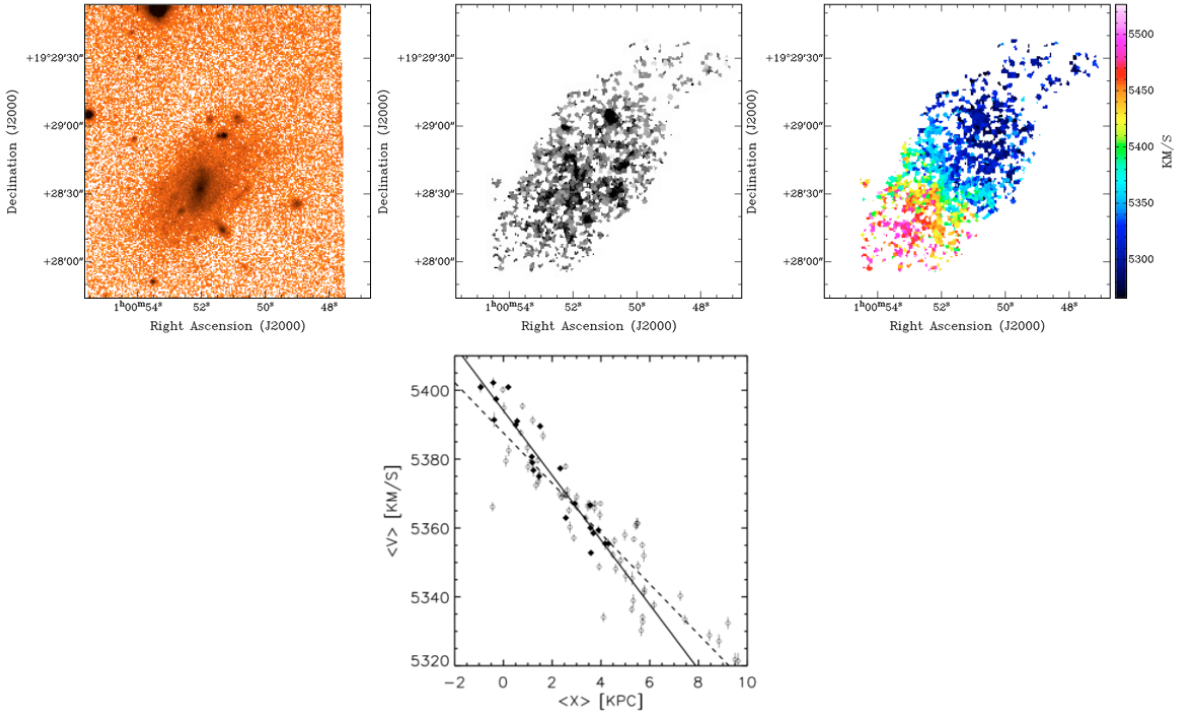 Declination (J2000)
+19°29'30"
+29'00"
+28'30"
+28'00"
1ʰ00ᵐ54ˢ
52ˢ
50ˢ
48ˢ
Right Ascension (J2000)
Declination (J2000)
+19°29'30"
+29'00"
+28'30"
+28'00"
1ʰ00ᵐ54ˢ
52ˢ
50ˢ
48ˢ
Right Ascension (J2000)
Declination (J2000)
+19°29'30"
+29'00"
+28'30"
+28'00"
1ʰ00ᵐ54ˢ
52ˢ
50ˢ
48ˢ
Right Ascension (J2000)
5500
5450
5400
5350
5300
KM/S
<V> [KM/S]
5400
5380
5360
5340
5320
-2 0 2 4 6 8 10
<X> [KPC]